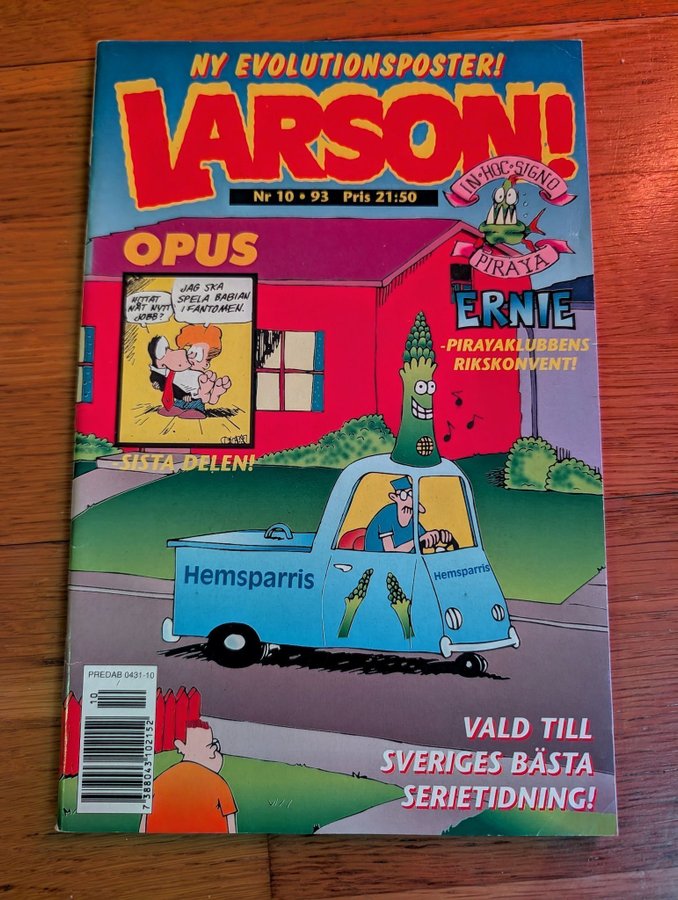 NY EVOLUTIONSPOSTER!
LARSON!
Nr 10 • 93 Pris 21:50
IN•HOC•SIGNO
PIRAYA
OPUS
HITTAT
NÅT NYTT
JOBB?
JAG SKA
SPELA BABIAN
I FANTOMEN.
-SISTA DELEN!
ERNIE
-PIRAYAKLUBBENS
RIKSKONVENT!
Hemsparris
Hemsparris
PREDAB 0431-10
10
7388043102152
VALD TILL
SVERIGES BÄSTA
SERIETIDNING!